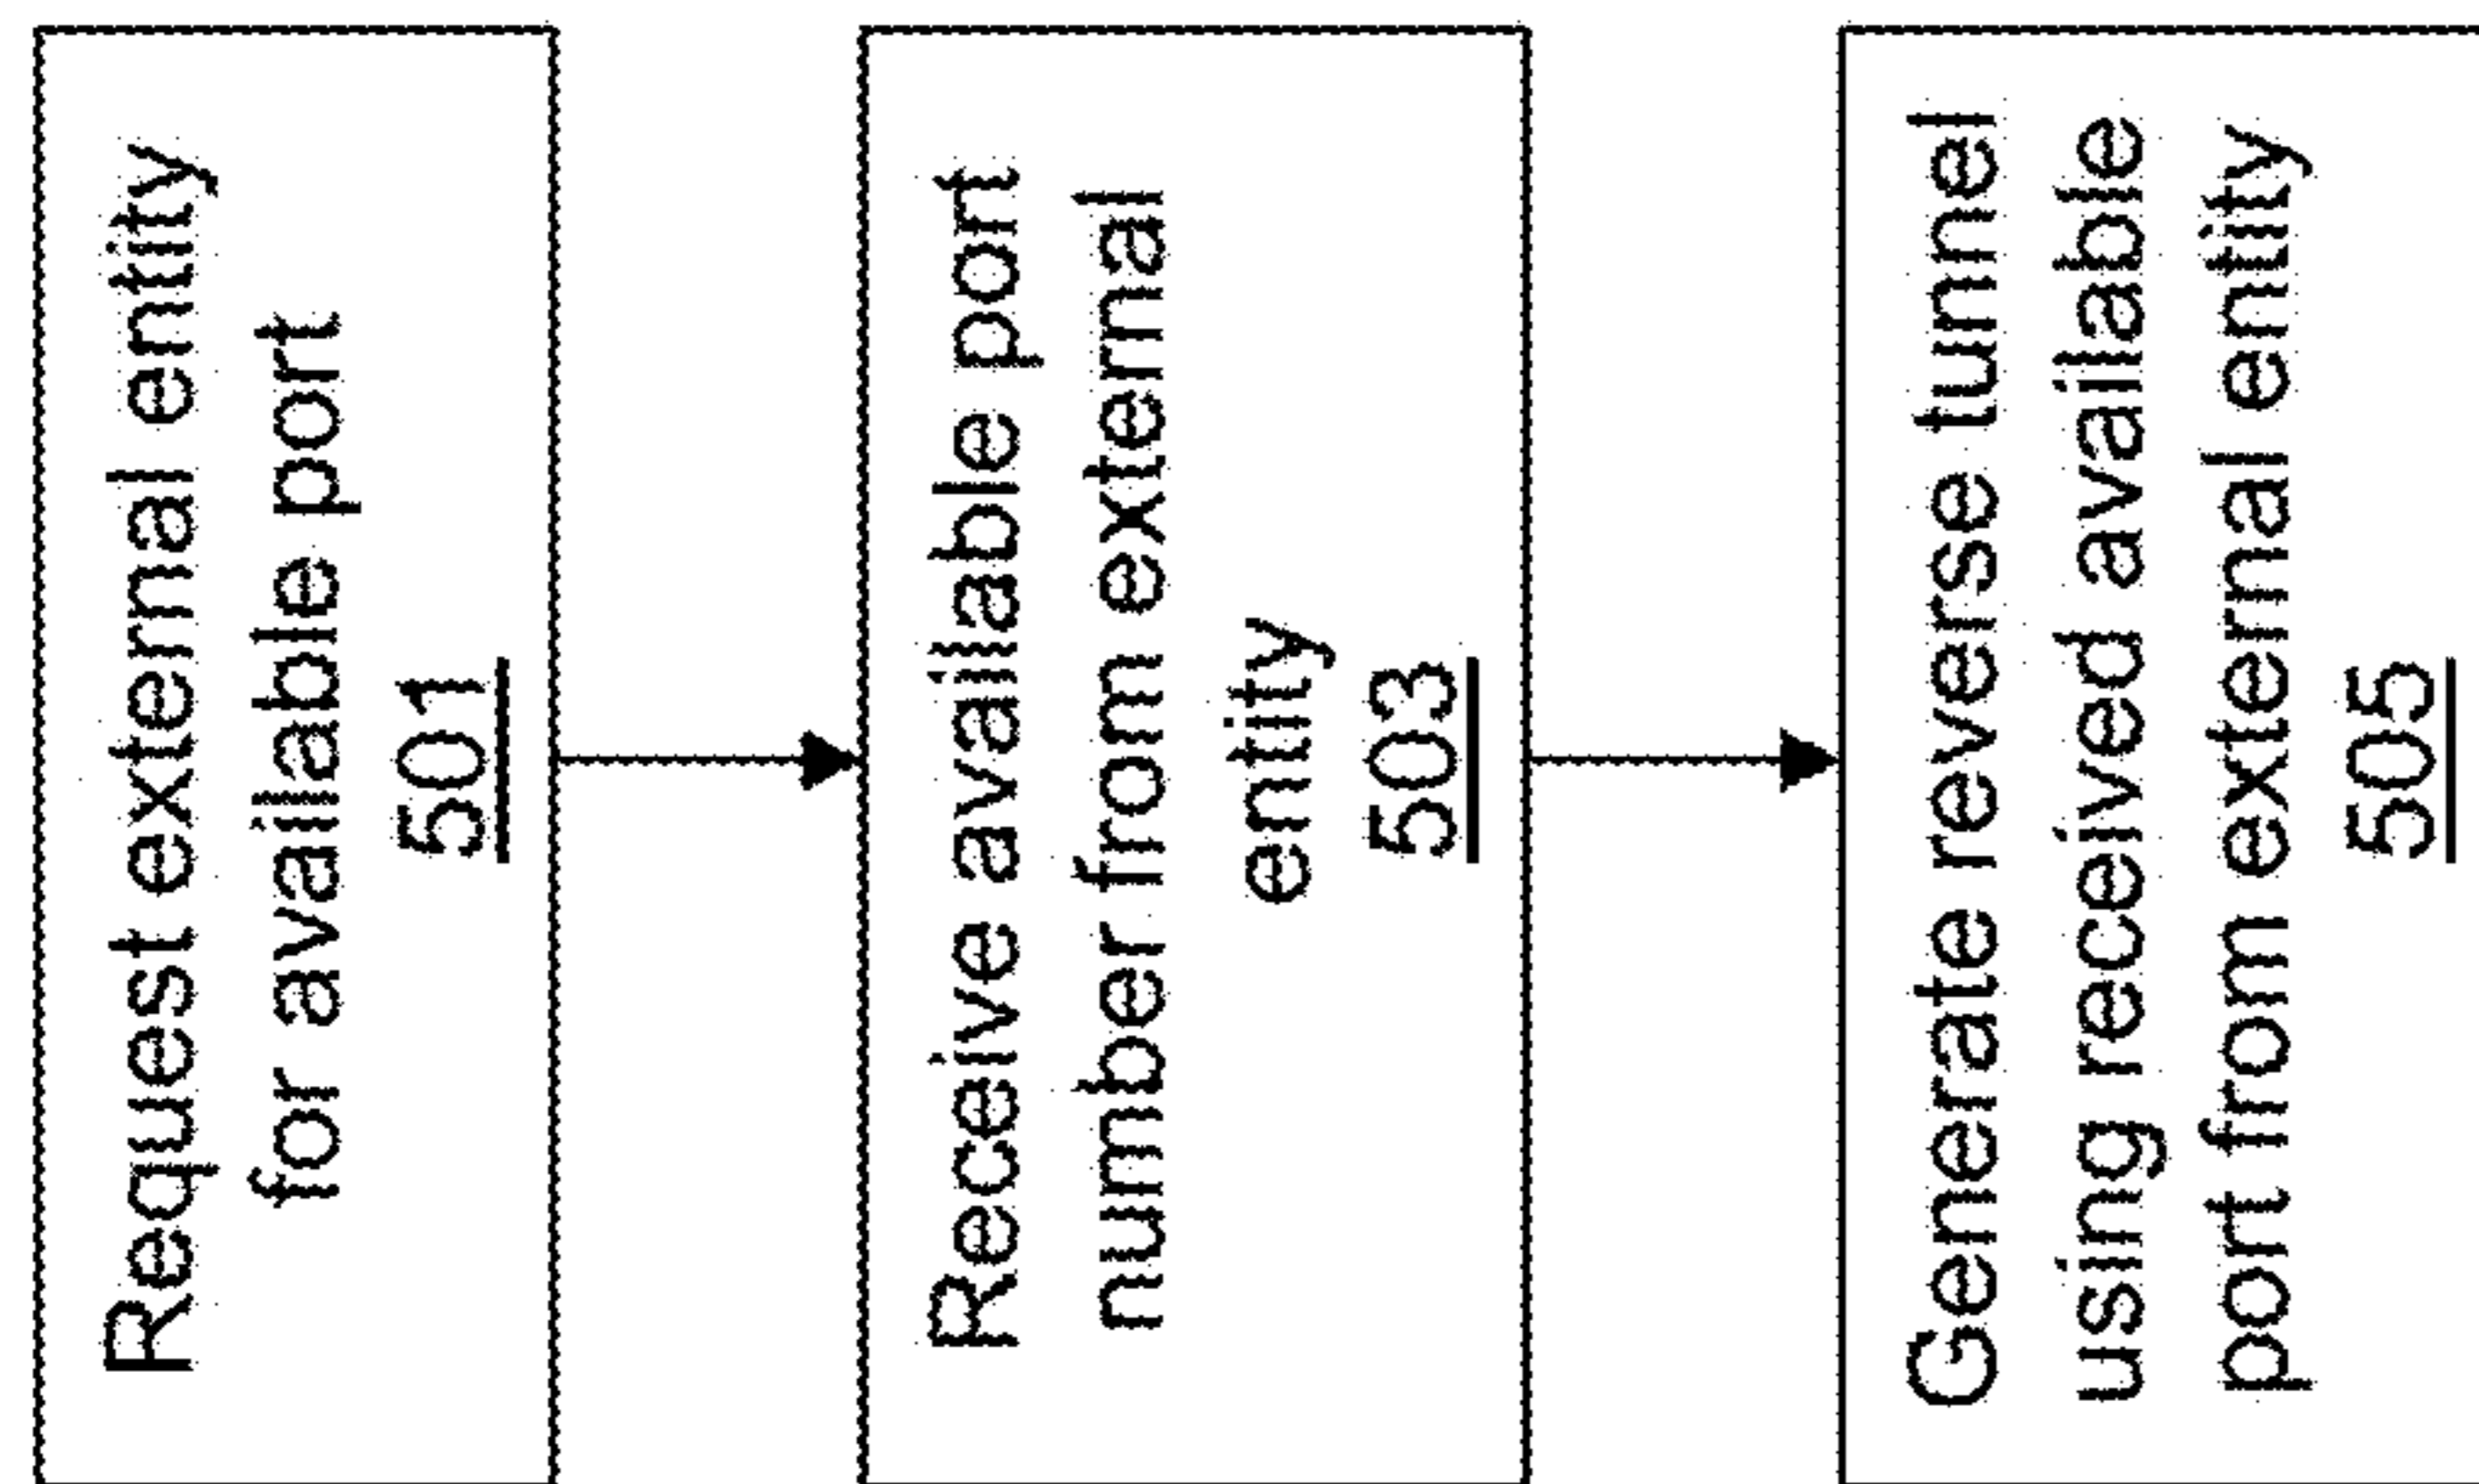 Request external entity
for available port
501
Receive available port
number from external
entity
503
Generate reverse tunnel
using received available
port from external entity
505